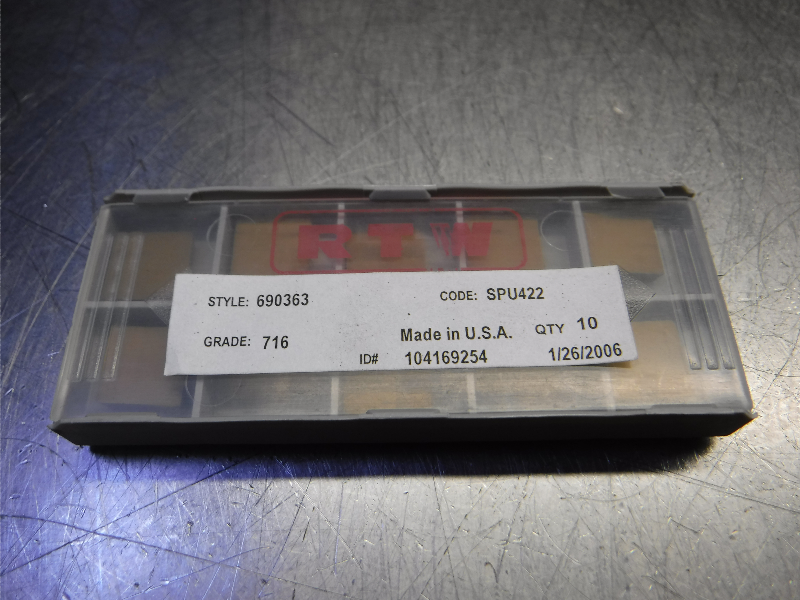 RTW
STYLE: 690363 CODE: SPU422
GRADE: 716 Made in U.S.A. QTY 10
ID# 104169254 1/26/2006